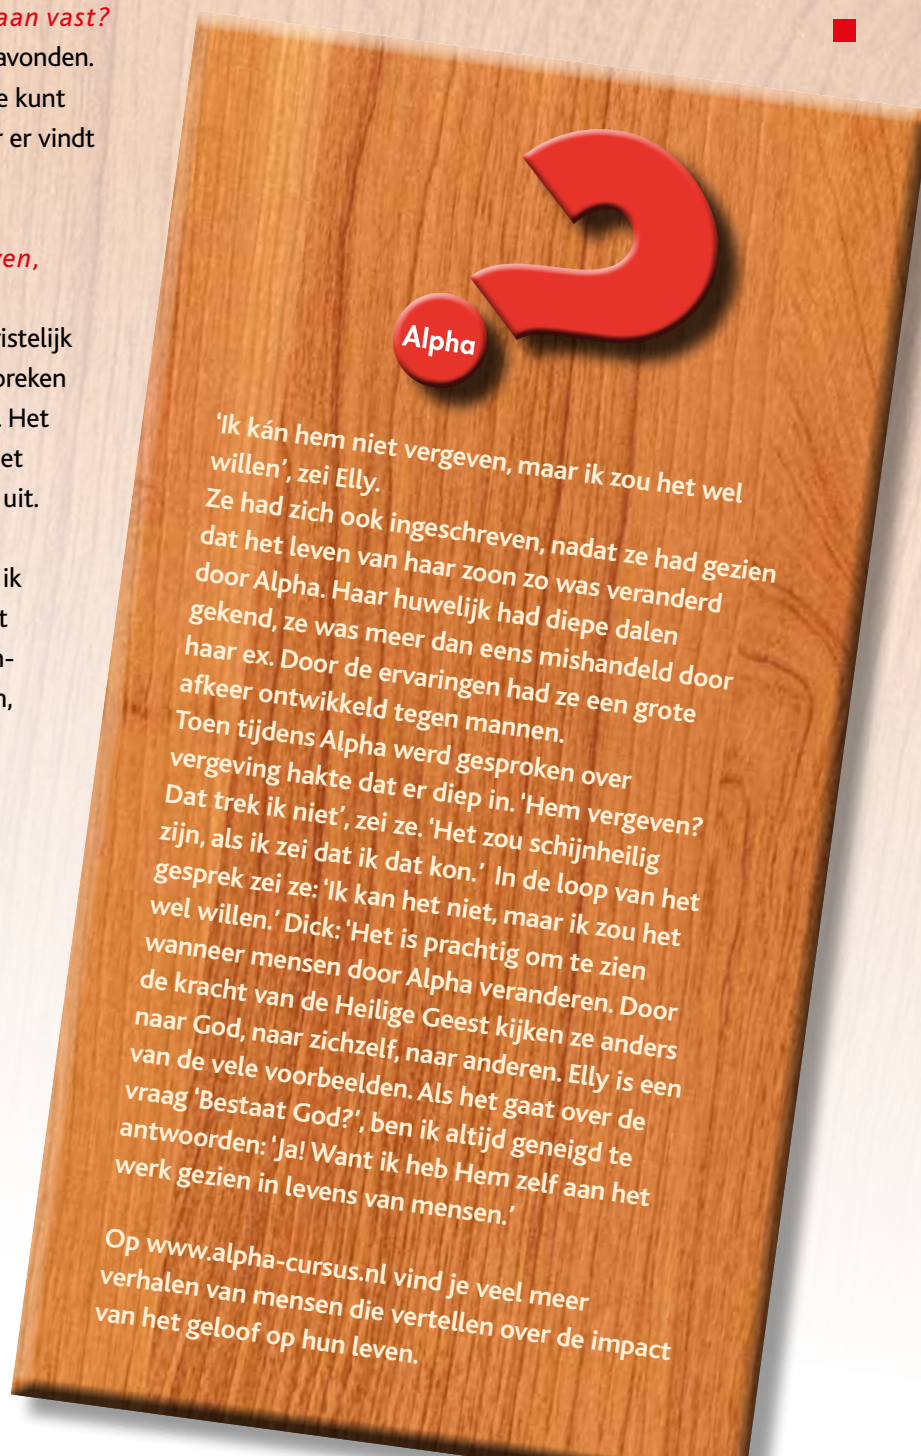 aan vast?
avonden.
e kunt
r er vindt
en,
istelijk
preken
. Het
et
uit.
ik
t
n-
n,
Alpha
‘Ik kán hem niet vergeven, maar ik zou het wel
willen’, zei Elly.
Ze had zich ook ingeschreven, nadat ze had gezien
dat het leven van haar zoon zo was veranderd
door Alpha. Haar huwelijk had diepe dalen
gekend, ze was meer dan eens mishandeld door
haar ex. Door de ervaringen had ze een grote
afkeer ontwikkeld tegen mannen.
Toen tijdens Alpha werd gesproken over
vergeving hakte dat er diep in. ‘Hem vergeven?
Dat trek ik niet’, zei ze. ‘Het zou schijnheilig
zijn, als ik zei dat ik dat kon.’ In de loop van het
gesprek zei ze: ‘Ik kan het niet, maar ik zou het
wel willen.’ Dick: ‘Het is prachtig om te zien
wanneer mensen door Alpha veranderen. Door
de kracht van de Heilige Geest kijken ze anders
naar God, naar zichzelf, naar anderen. Elly is een
van de vele voorbeelden. Als het gaat over de
vraag ‘Bestaat God?’, ben ik altijd geneigd te
antwoorden: ‘Ja! Want ik heb Hem zelf aan het
werk gezien in levens van mensen.’
Op www.alpha-cursus.nl vind je veel meer
verhalen van mensen die vertellen over de impact
van het geloof op hun leven.